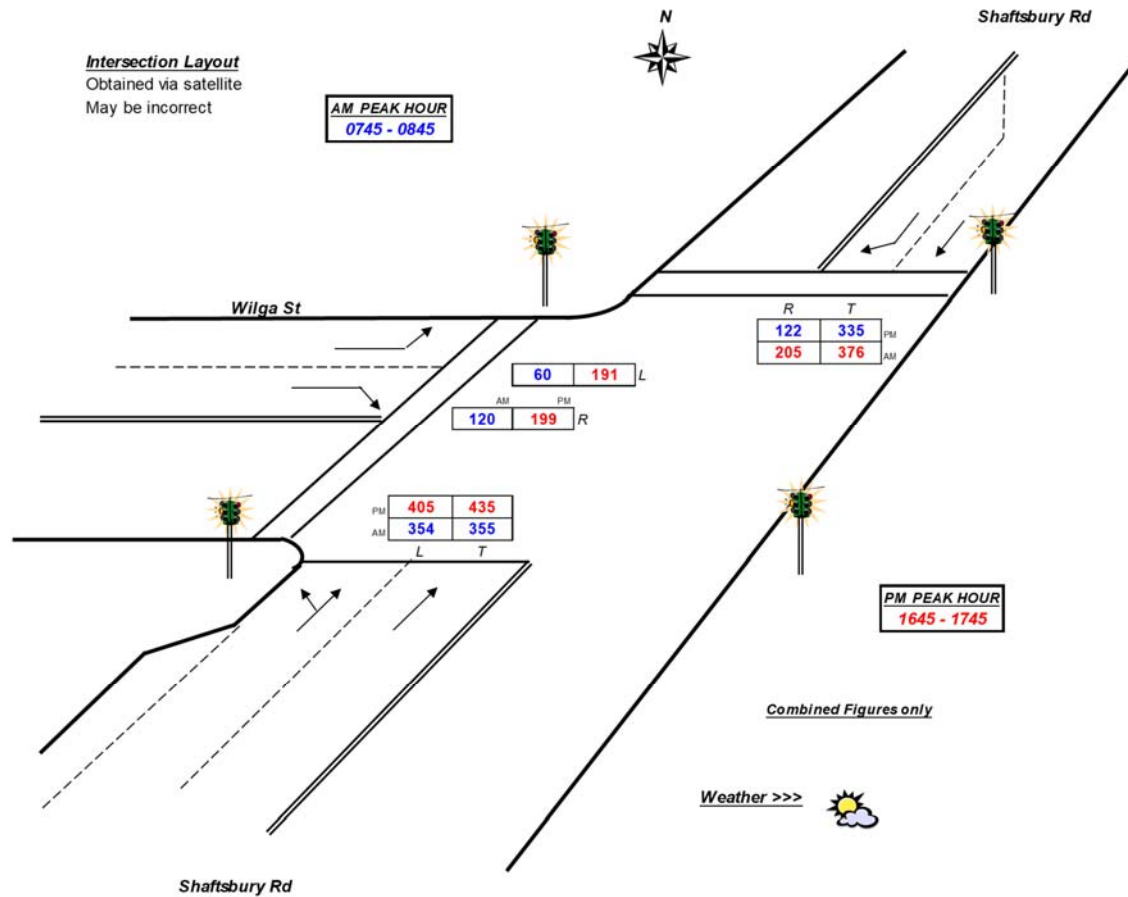 N
Shaftsbury Rd
Intersection Layout
Obtained via satellite
May be incorrect
AM PEAK HOUR
0745 - 0845
Wilga St
R T
122 335 PM
205 376 AM
60 191 L
AM PM
120 199 R
PM 405 435
AM 354 355
L T
PM PEAK HOUR
1645 - 1745
Combined Figures only
Weather >>>
Shaftsbury Rd